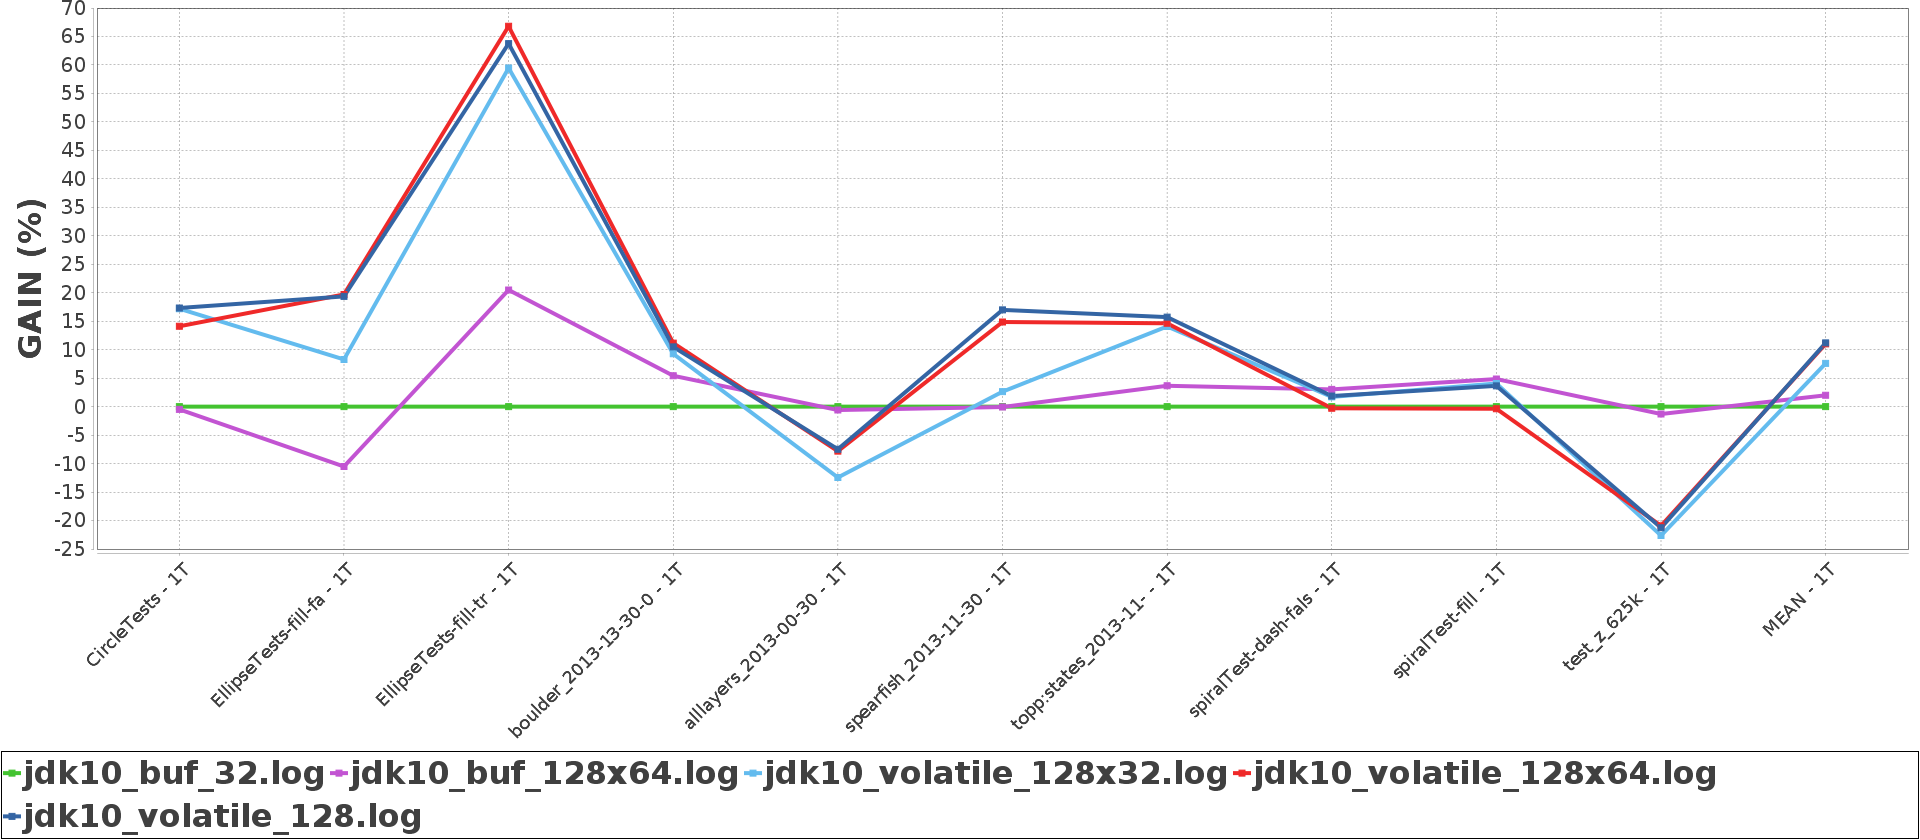 GAIN (%)
70
65
60
55
50
45
40
35
30
25
20
15
10
5
0
-5
-10
-15
-20
-25
CircleTests - 1T
EllipseTests-fill-fa - 1T
EllipseTests-fill-tr - 1T
boulder_2013-13-30-0 - 1T
alllayers_2013-00-30 - 1T
spearfish_2013-11-30 - 1T
topp:states_2013-11- - 1T
spiralTest-dash-fals - 1T
spiralTest-fill - 1T
test_z_625k - 1T
MEAN - 1T
jdk10_buf_32.log jdk10_buf_128x64.log jdk10_volatile_128x32.log jdk10_volatile_128x64.log
jdk10_volatile_128.log